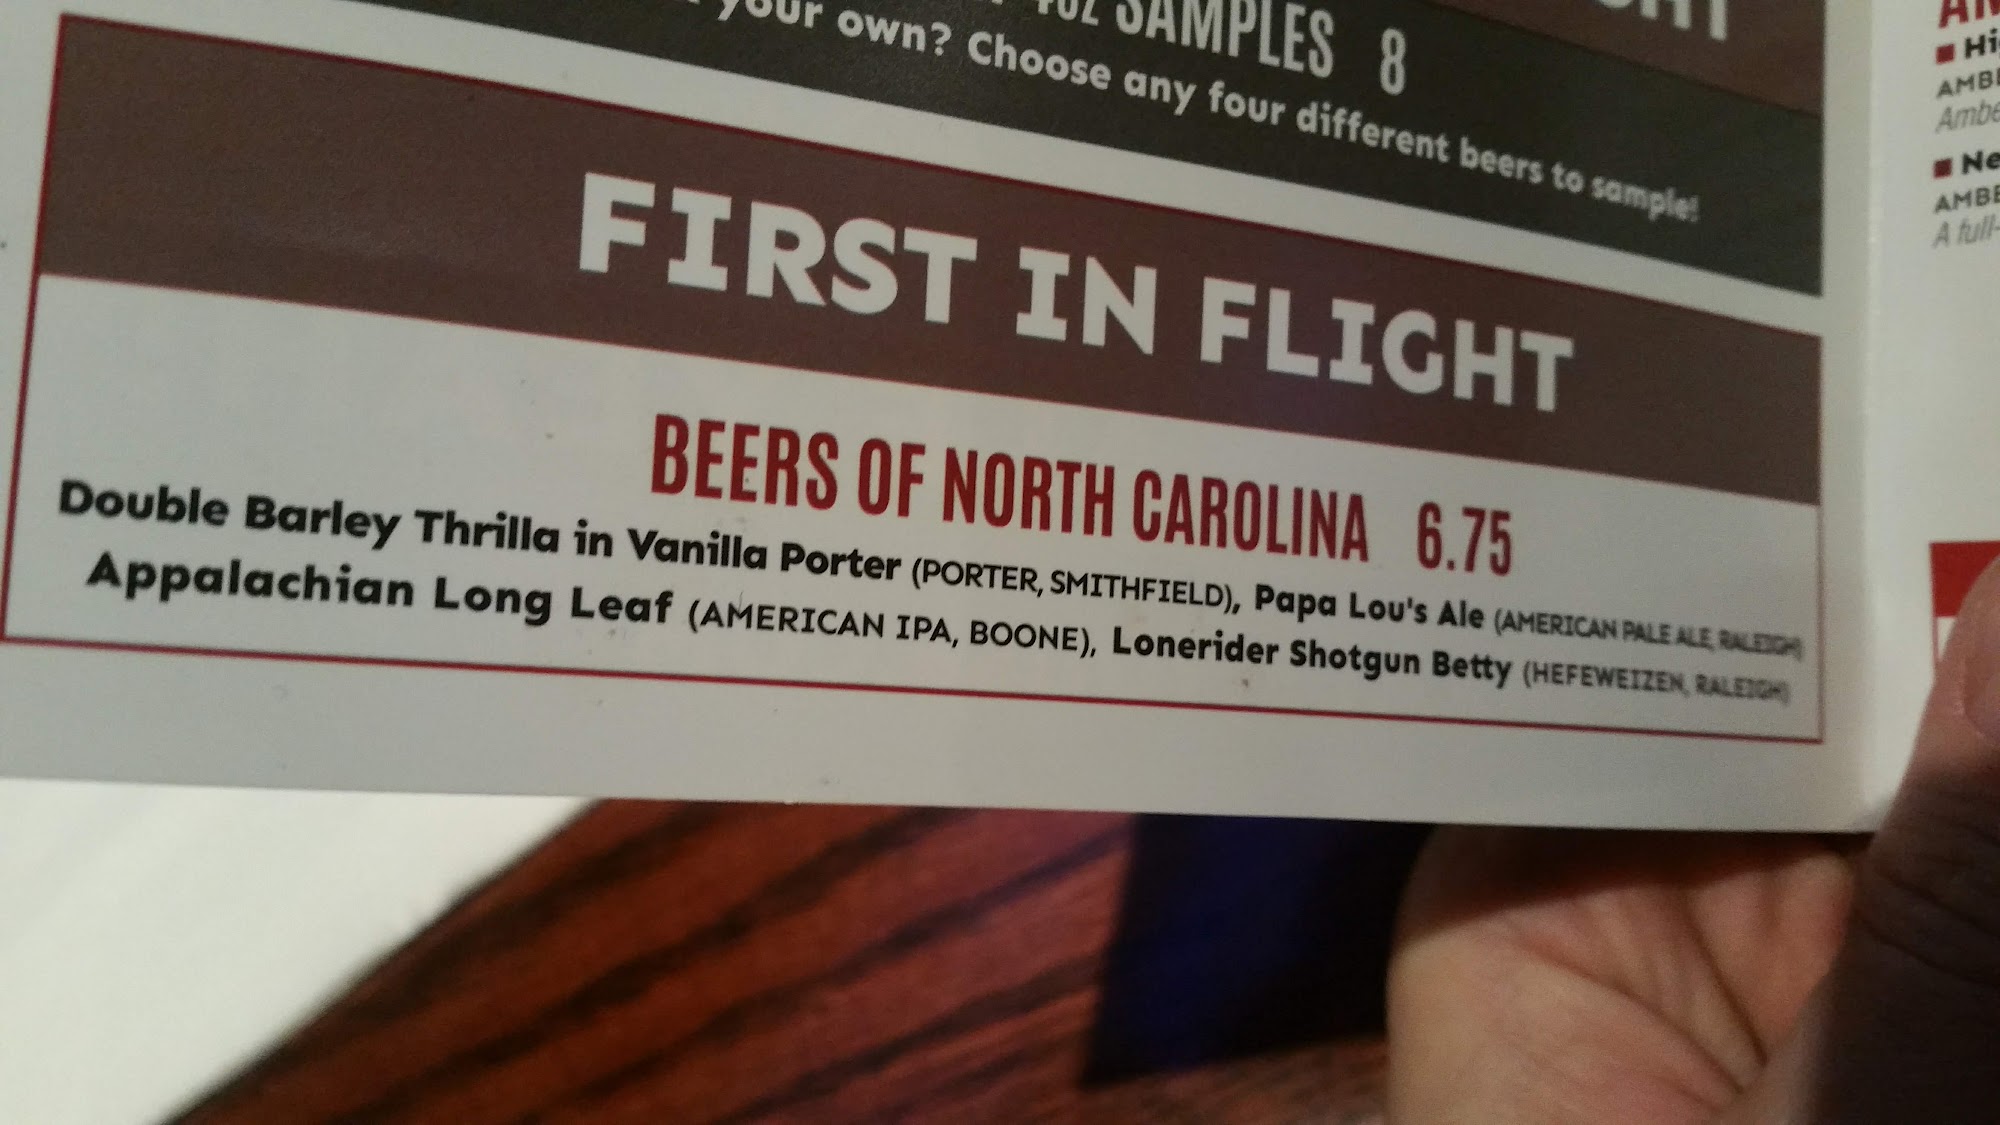 4OZ SAMPLES 8
your own? Choose any four different beers to sample!
FIRST IN FLIGHT
BEERS OF NORTH CAROLINA 6.75
Double Barley Thrilla in Vanilla Porter (PORTER, SMITHFIELD), Papa Lou's Ale (AMERICAN PALE ALE, RALEIGH)
Appalachian Long Leaf (AMERICAN IPA, BOONE), Lonerider Shotgun Betty (HEFEWEIZEN, RALEIGH)